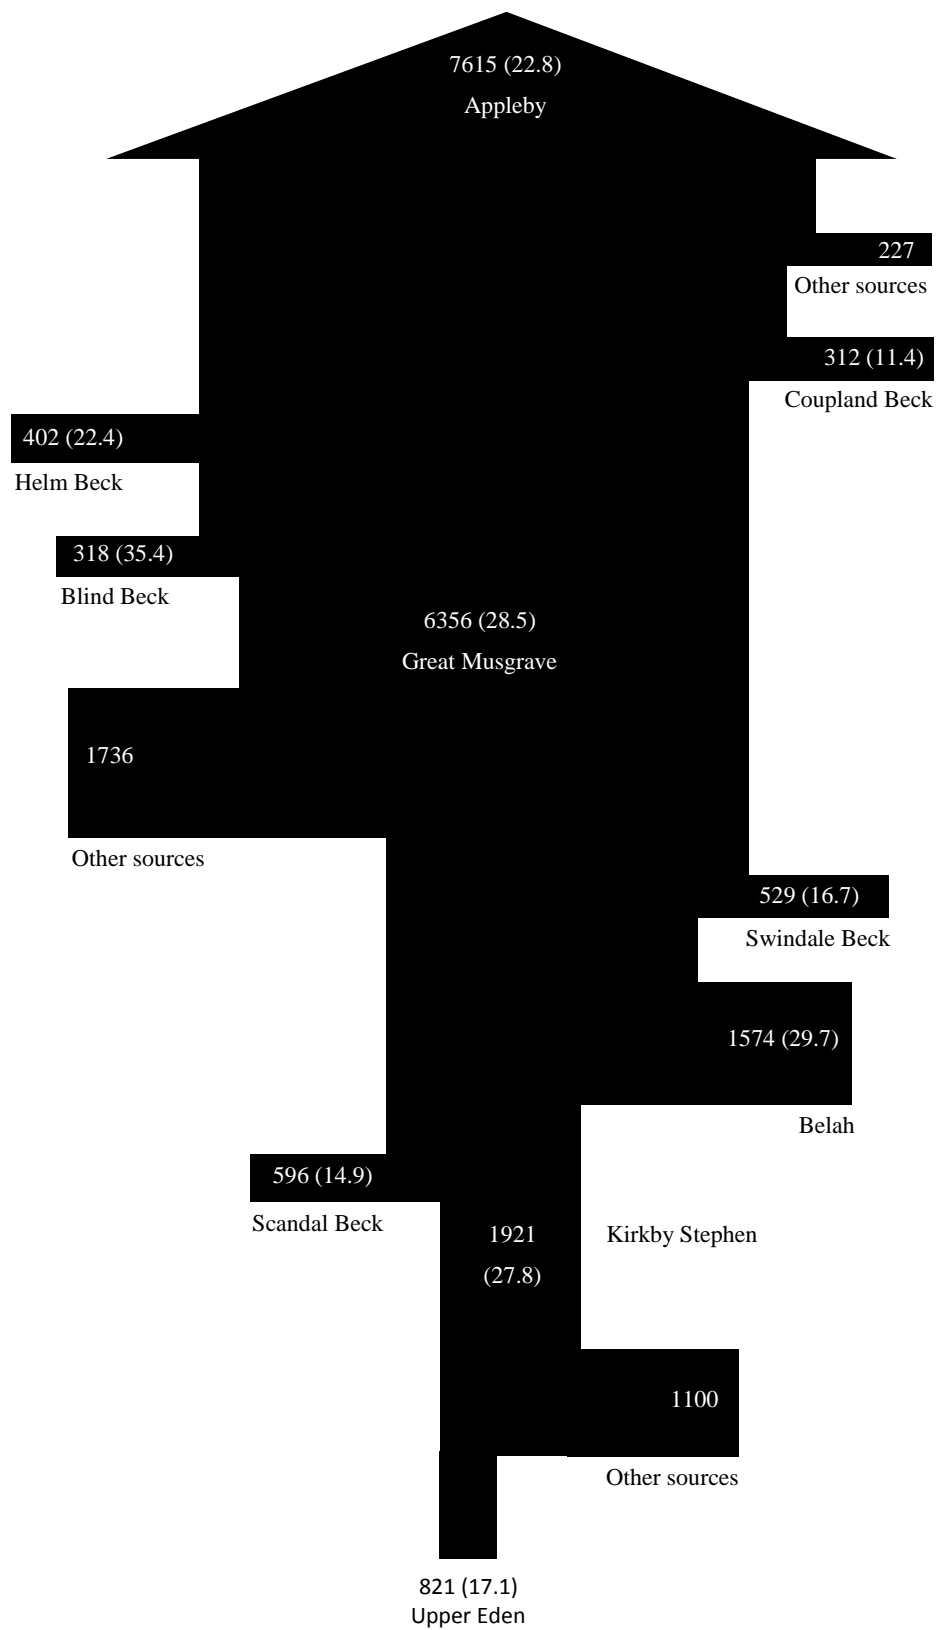 7615 (22.8)
Appleby
227
Other sources
312 (11.4)
Coupland Beck
402 (22.4)
Helm Beck
318 (35.4)
Blind Beck
6356 (28.5)
Great Musgrave
1736
Other sources
529 (16.7)
Swindale Beck
1574 (29.7)
Belah
596 (14.9)
Scandal Beck
1921
(27.8)
Kirkby Stephen
1100
Other sources
821 (17.1)
Upper Eden